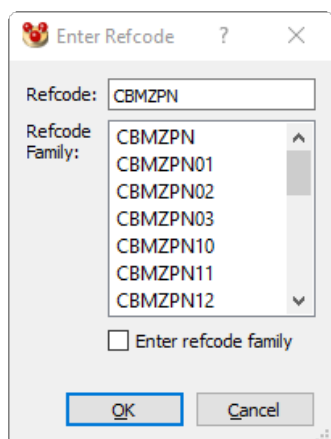 Enter Refcode ?
Refcode: CBMZPN
Refcode Family:
CBMZPN
CBMZPN01
CBMZPN02
CBMZPN03
CBMZPN10
CBMZPN11
CBMZPN12
Enter refcode family
OK Cancel